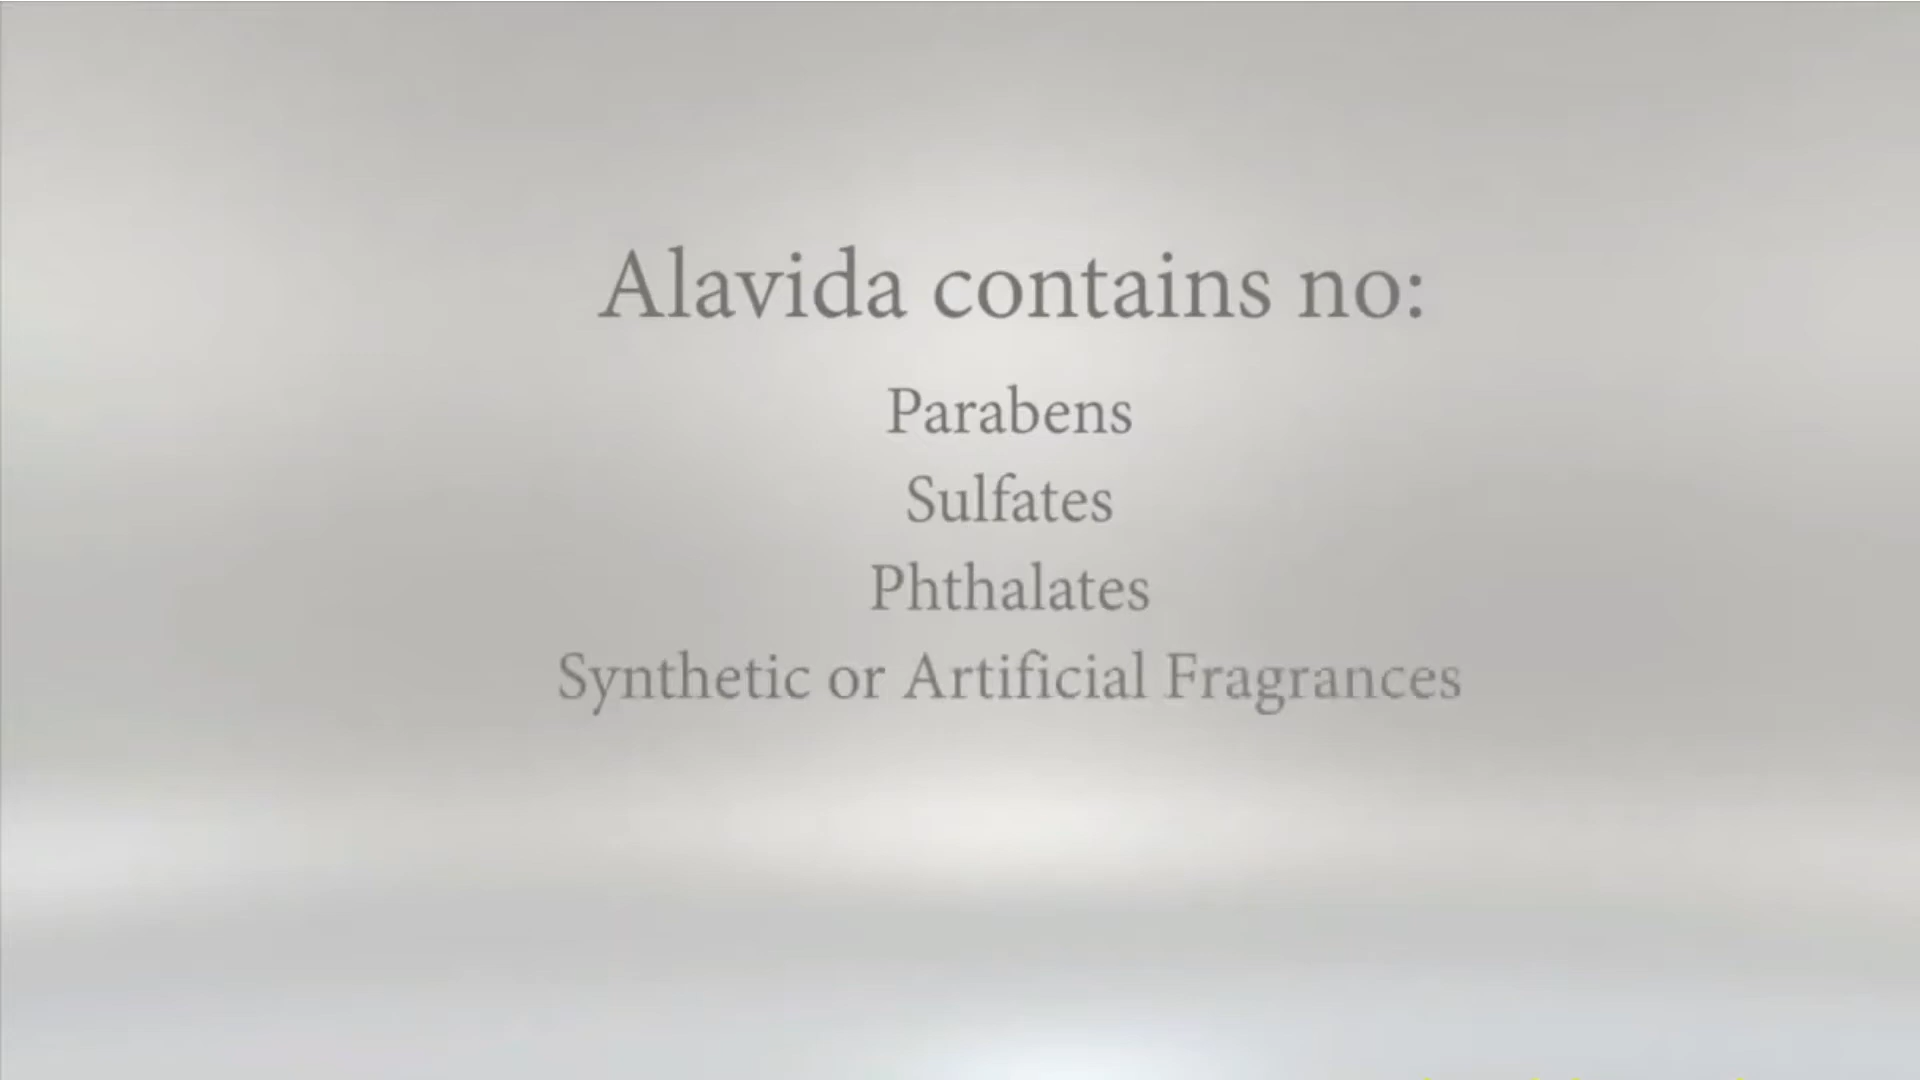 Alavida contains no:
Parabens
Sulfates
Phthalates
Synthetic or Artificial Fragrances